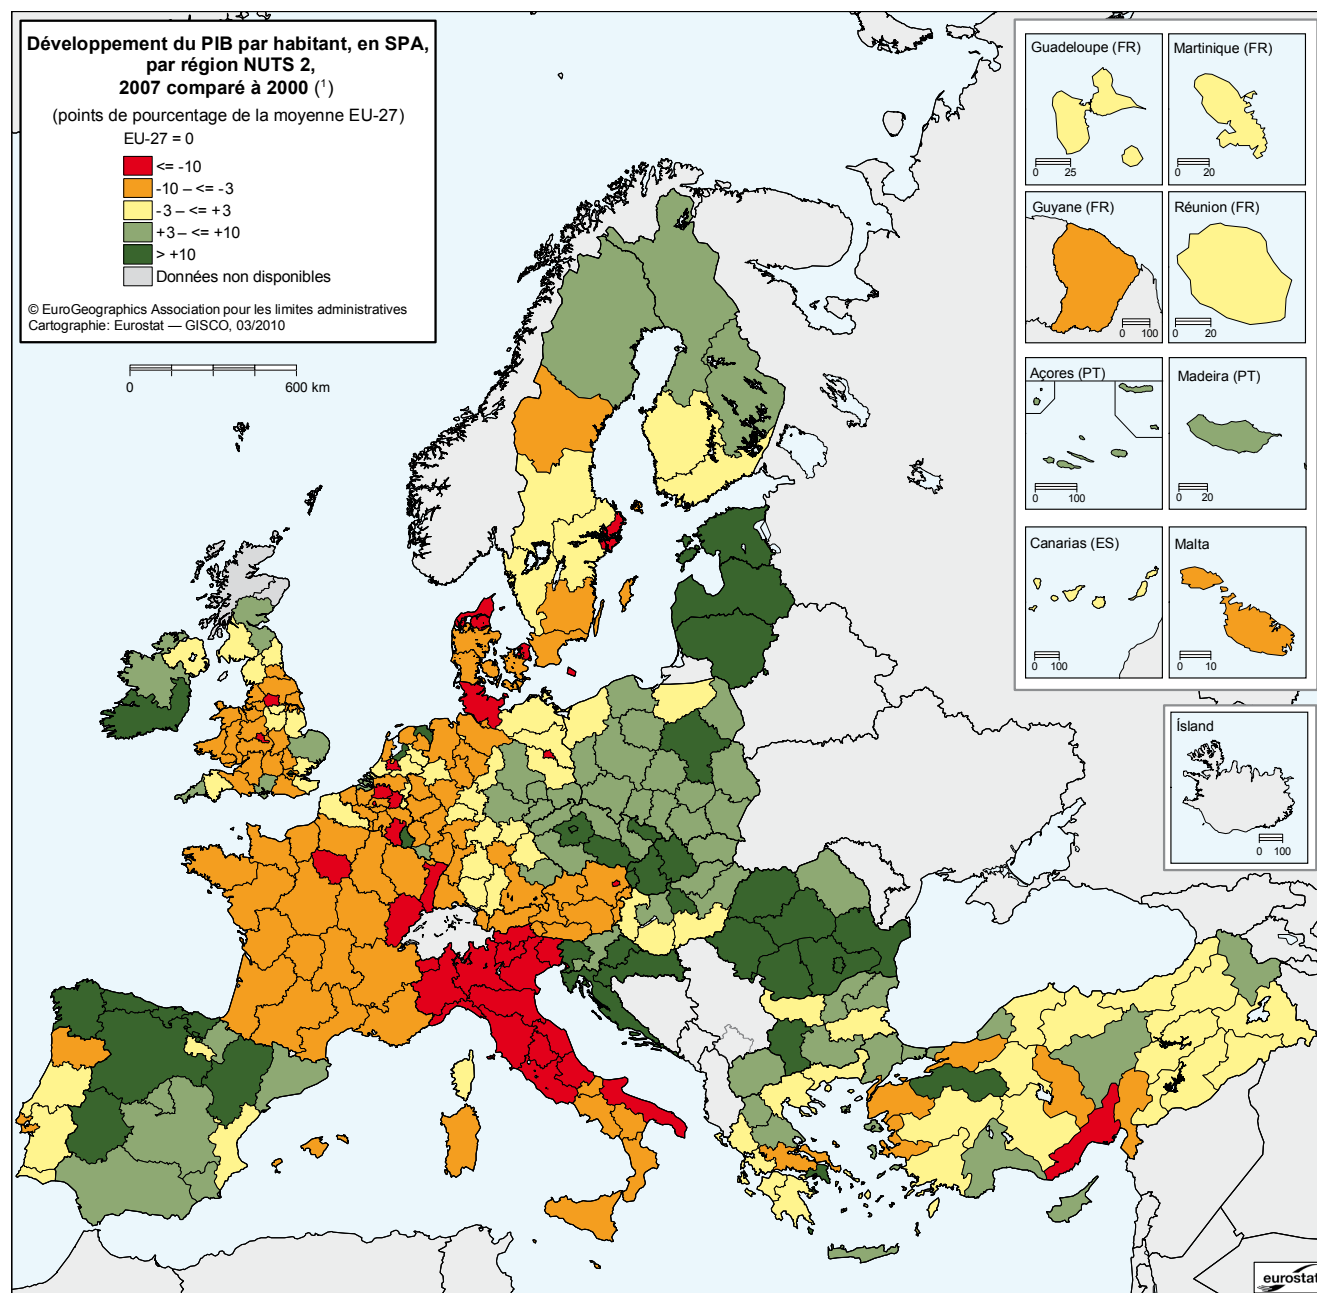 Développement du PIB par habitant, en SPA,
par région NUTS 2,
2007 comparé à 2000 (¹)
(points de pourcentage de la moyenne EU-27)
EU-27 = 0
<= -10
-10 – <= -3
-3 – <= +3
+3 – <= +10
> +10
Données non disponibles
© EuroGeographics Association pour les limites administratives
Cartographie: Eurostat — GISCO, 03/2010
0 600 km
Guadeloupe (FR)
0 25
Martinique (FR)
0 20
Guyane (FR)
0 100
Réunion (FR)
0 20
Açores (PT)
0 100
Madeira (PT)
0 20
Canarias (ES)
0 100
Malta
0 10
Ísland
0 100
eurostat